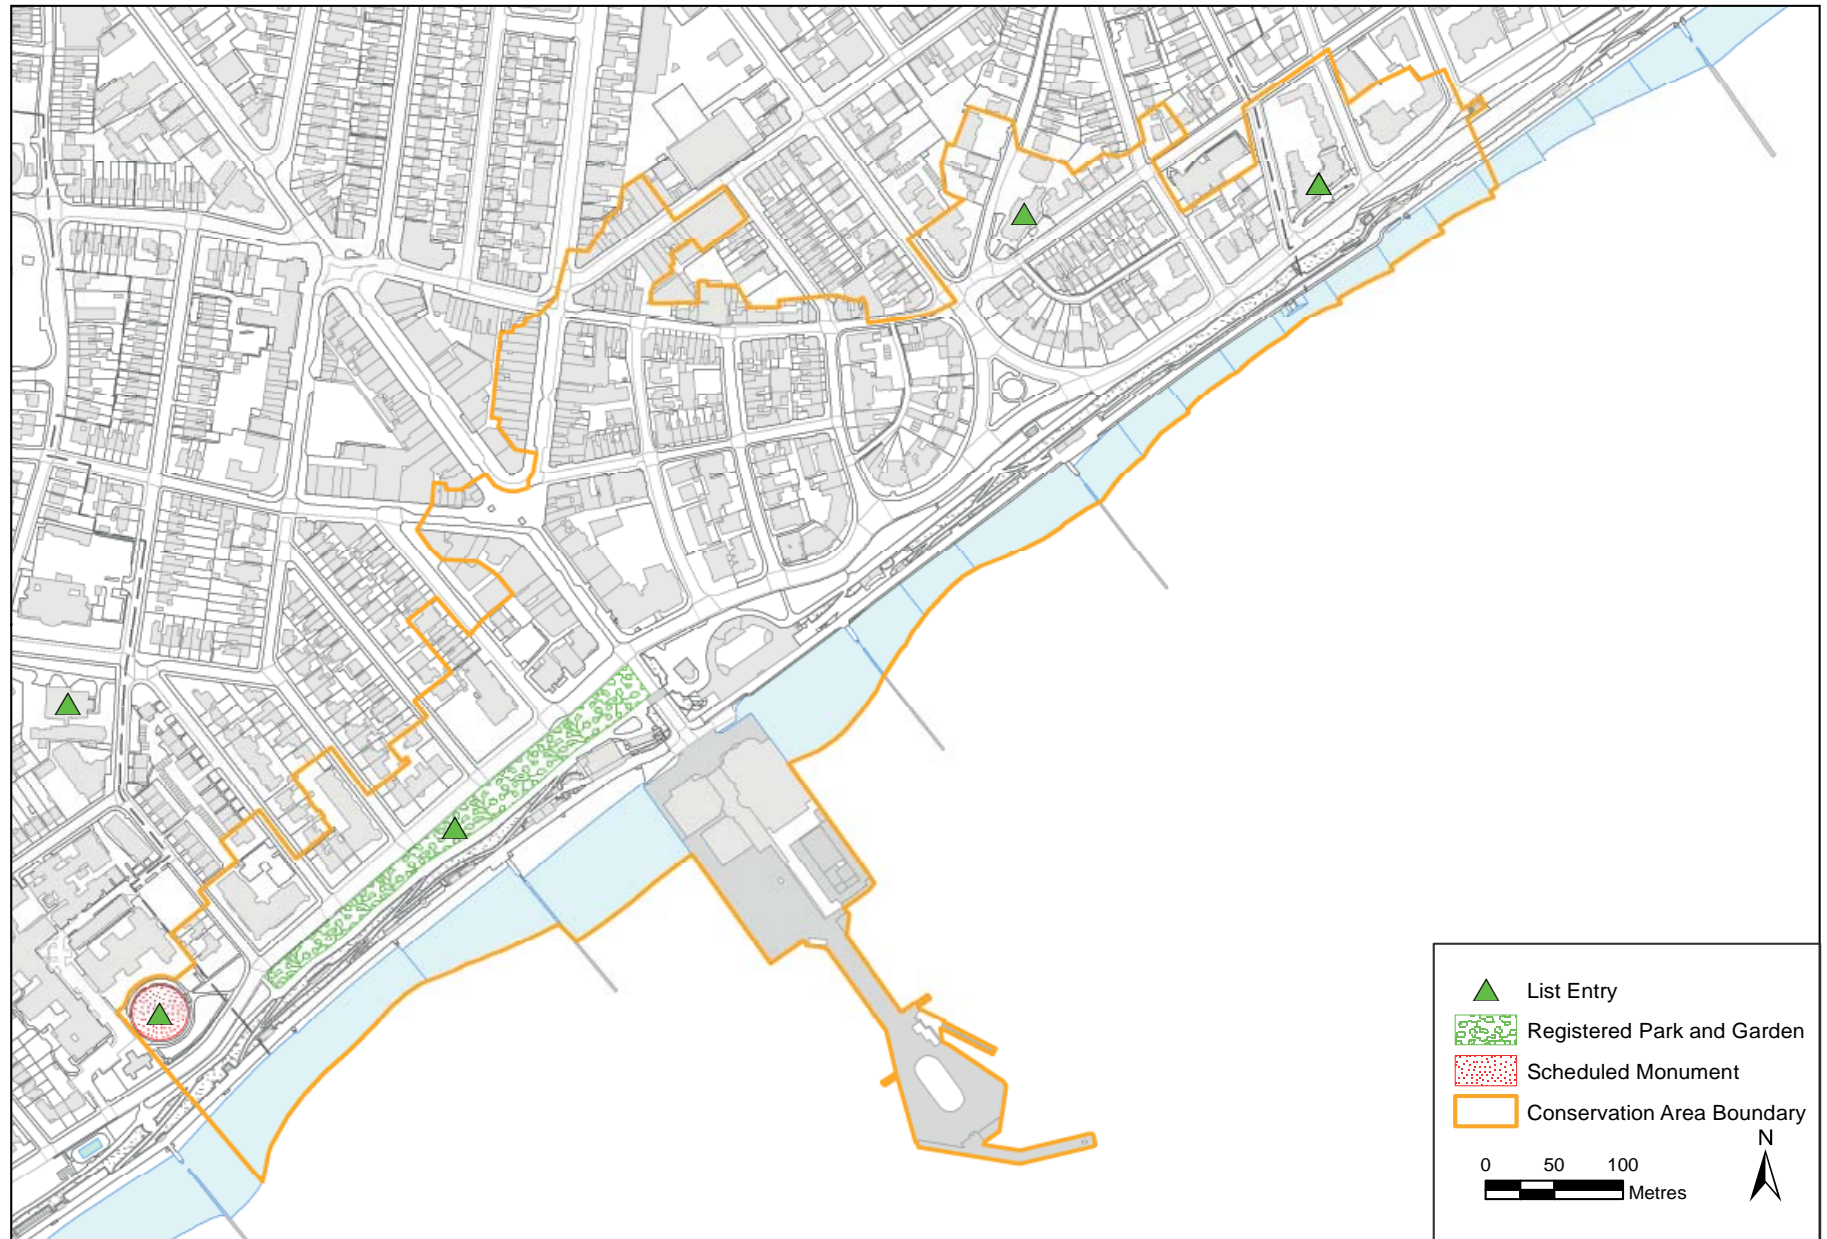 List Entry
Registered Park and Garden
Scheduled Monument
Conservation Area Boundary
N
0 50 100
Metres